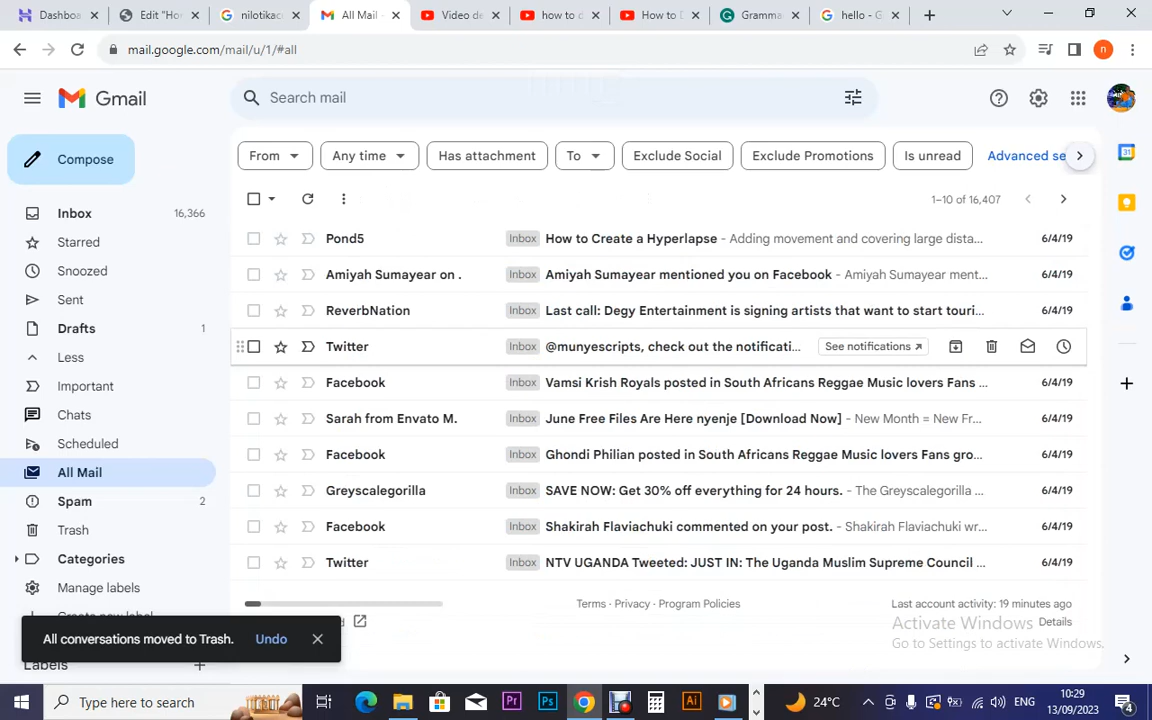 Dashboa
Edit "Hor
nilotikac
All Mail -
Video de
how to c
How to D
Gramma
hello - G
mail.google.com/mail/u/1/#all
n
Gmail
Search mail
Compose
Inbox 16,366
Starred
Snoozed
Sent
Drafts 1
Less
Important
Chats
Scheduled
All Mail
Spam 2
Trash
Categories
Manage labels
Create new label
Labels
From
Any time
Has attachment
To
Exclude Social
Exclude Promotions
Is unread
Advanced se
1–10 of 16,407
Pond5 Inbox How to Create a Hyperlapse - Adding movement and covering large dista... 6/4/19
Amiyah Sumayear on . Inbox Amiyah Sumayear mentioned you on Facebook - Amiyah Sumayear ment... 6/4/19
ReverbNation Inbox Last call: Degy Entertainment is signing artists that want to start touri... 6/4/19
Twitter Inbox @munyescripts, check out the notificati... See notifications
Facebook Inbox Vamsi Krish Royals posted in South Africans Reggae Music lovers Fans ... 6/4/19
Sarah from Envato M. Inbox June Free Files Are Here nyenje [Download Now] - New Month = New Fr... 6/4/19
Facebook Inbox Ghondi Philian posted in South Africans Reggae Music lovers Fans gro... 6/4/19
Greyscalegorilla Inbox SAVE NOW: Get 30% off everything for 24 hours. - The Greyscalegorilla ... 6/4/19
Facebook Inbox Shakirah Flaviachuki commented on your post. - Shakirah Flaviachuki wr... 6/4/19
Twitter Inbox NTV UGANDA Tweeted: JUST IN: The Uganda Muslim Supreme Council ... 6/4/19
Terms · Privacy · Program Policies
Last account activity: 19 minutes ago
Details
All conversations moved to Trash. Undo
Activate Windows
Go to Settings to activate Windows.
Type here to search
Pr
Ps
Ai
24°C
ENG
10:29
13/09/2023
4